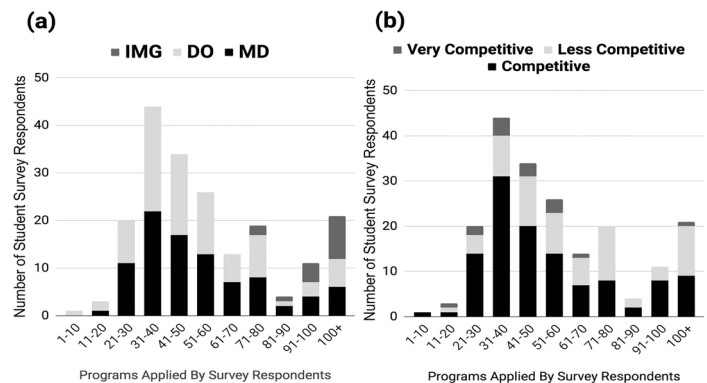 (a)
IMG DO MD
Number of Student Survey Respondents
50
40
30
20
10
0
1-10 11-20 21-30 31-40 41-50 51-60 61-70 71-80 81-90 91-100 100+
Programs Applied By Survey Respondents
(b)
Very Competitive Less Competitive
Competitive
Number of Student Survey Respondents
50
40
30
20
10
0
1-10 11-20 21-30 31-40 41-50 51-60 61-70 71-80 81-90 91-100 100+
Programs Applied By Survey Respondents